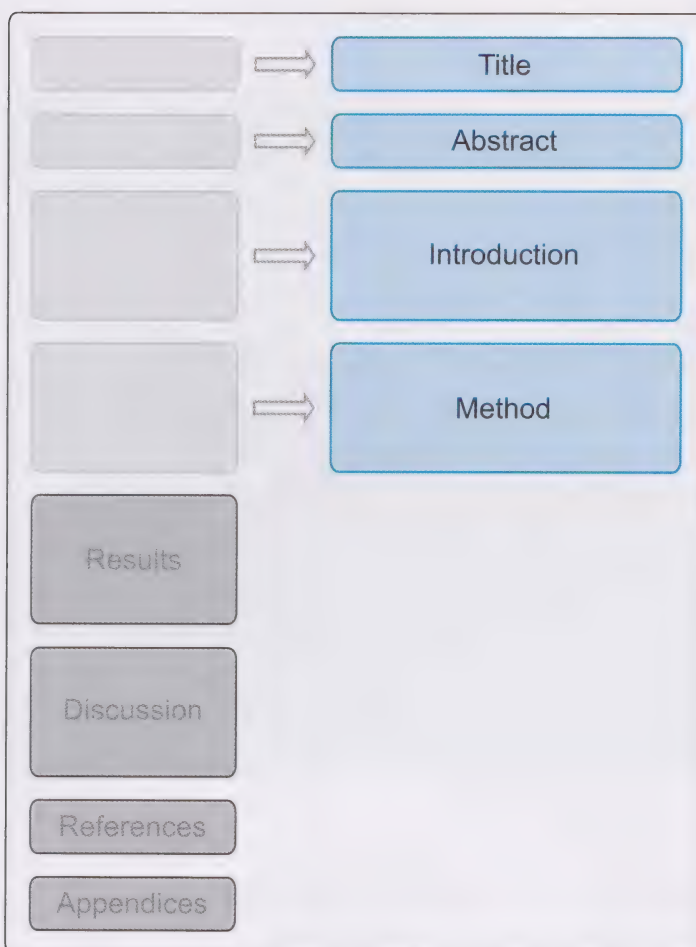 Title
Abstract
Introduction
Method
Results
Discussion
References
Appendices